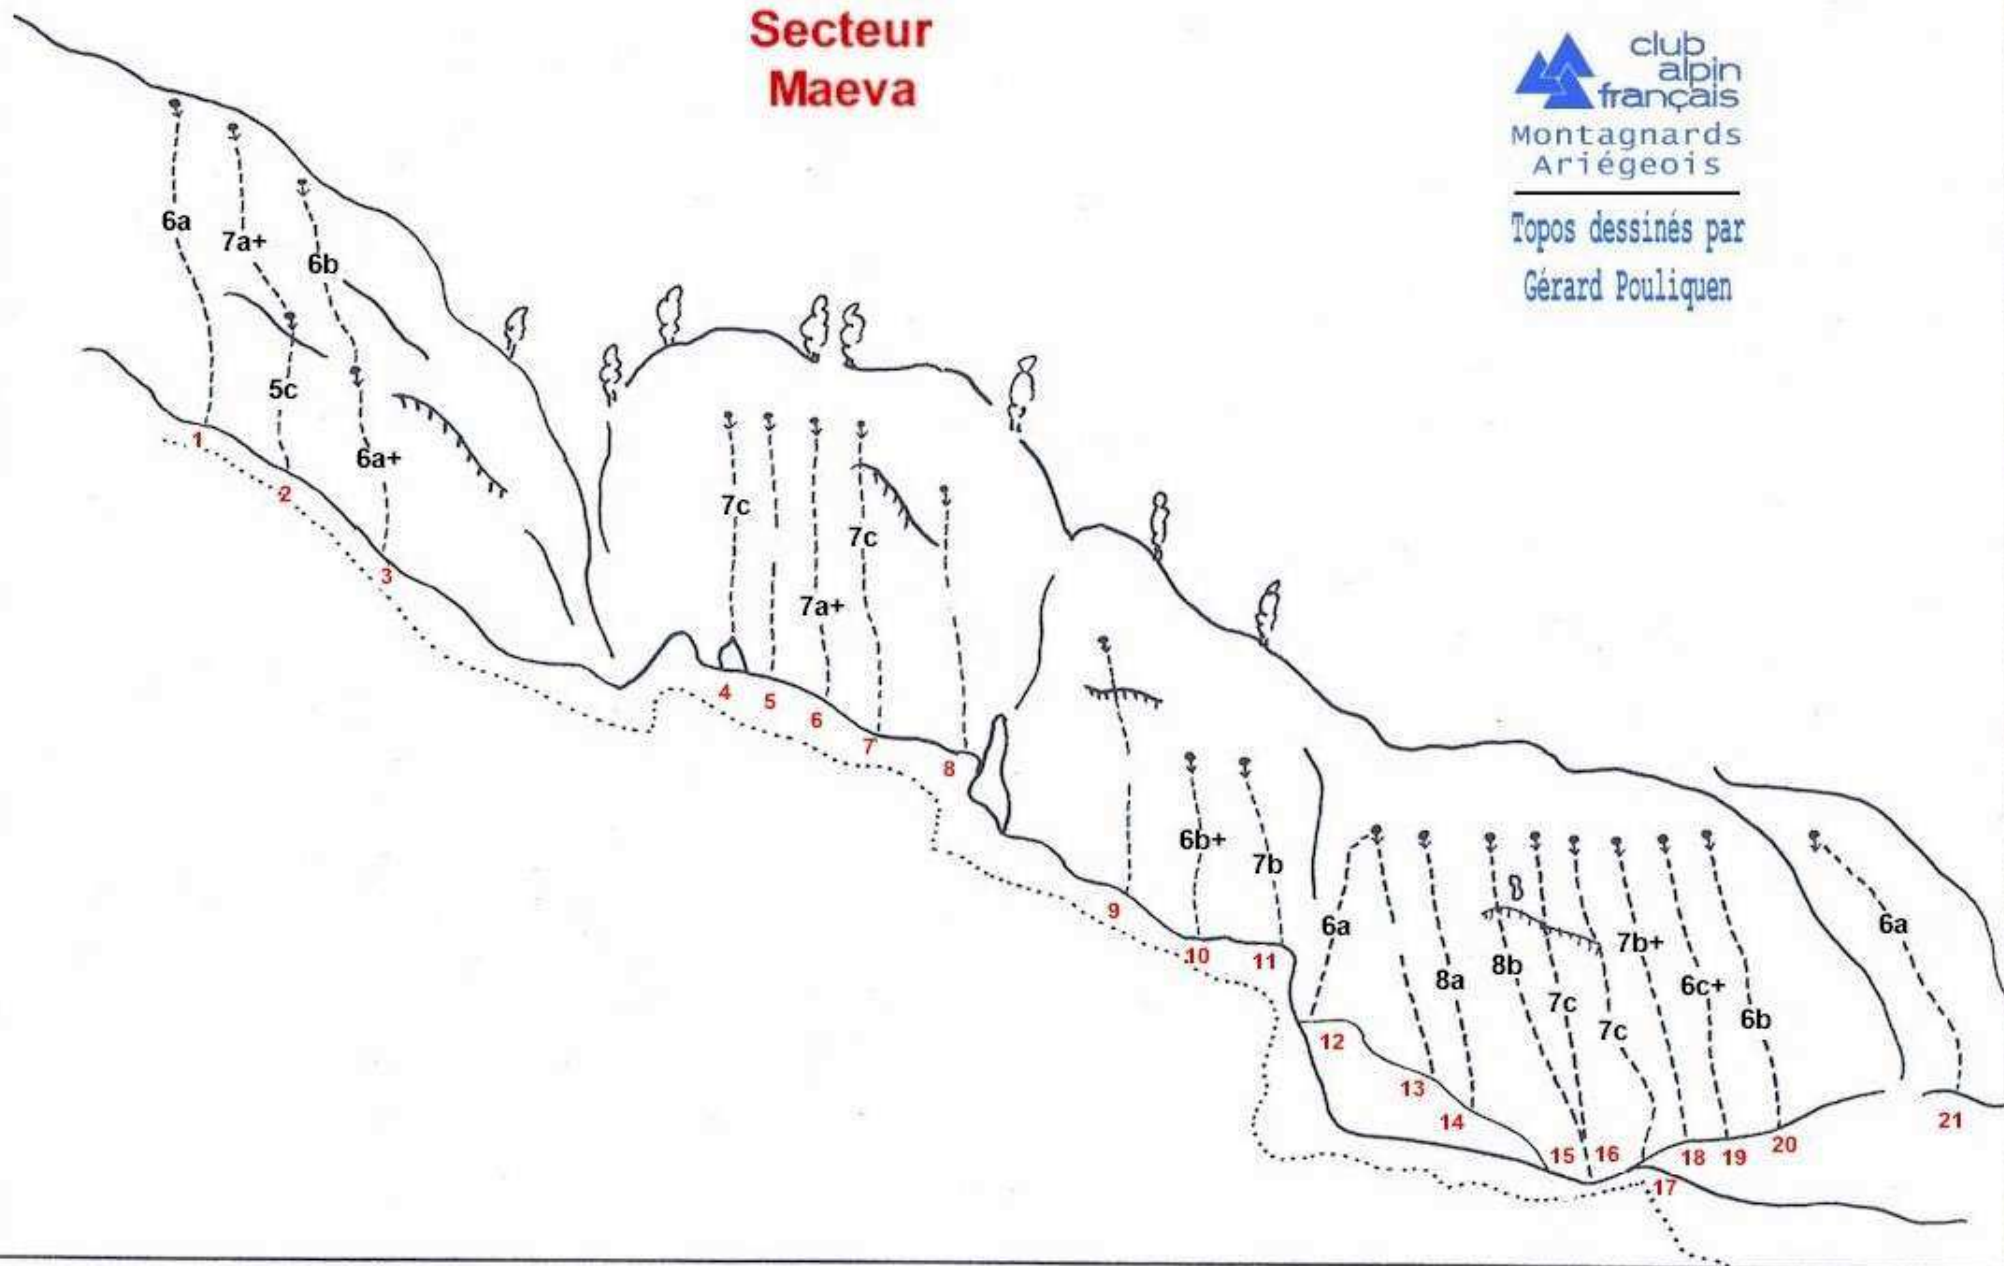 Secteur
Maeva
club
alpin
français
Montagnards
Ariégeois
Topos dessinés par
Gérard Pouliquen
6a
7a+
6b
5c
6a+
1
2
3
7c
7c
7a+
4
5
6
7
8
6b+
7b
9
10
11
6a
8a
8b
7c
7c
7b+
6c+
6b
6a
12
13
14
15
16
17
18
19
20
21